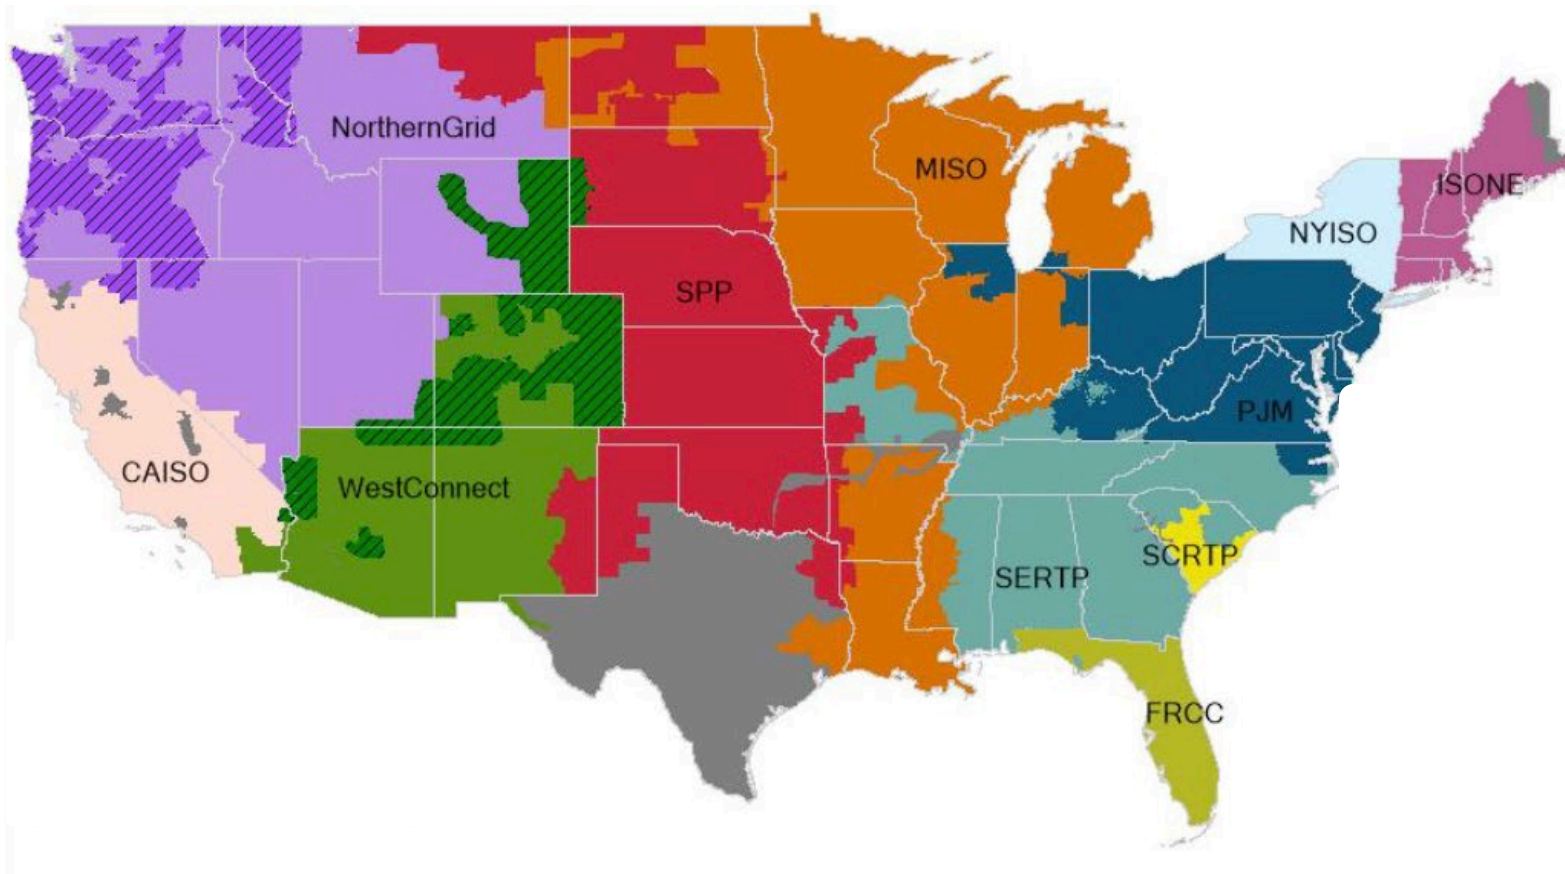 NorthernGrid
MISO
ISONE
NYISO
SPP
PJM
CAISO
WestConnect
SCRTP
SERTP
FRCC